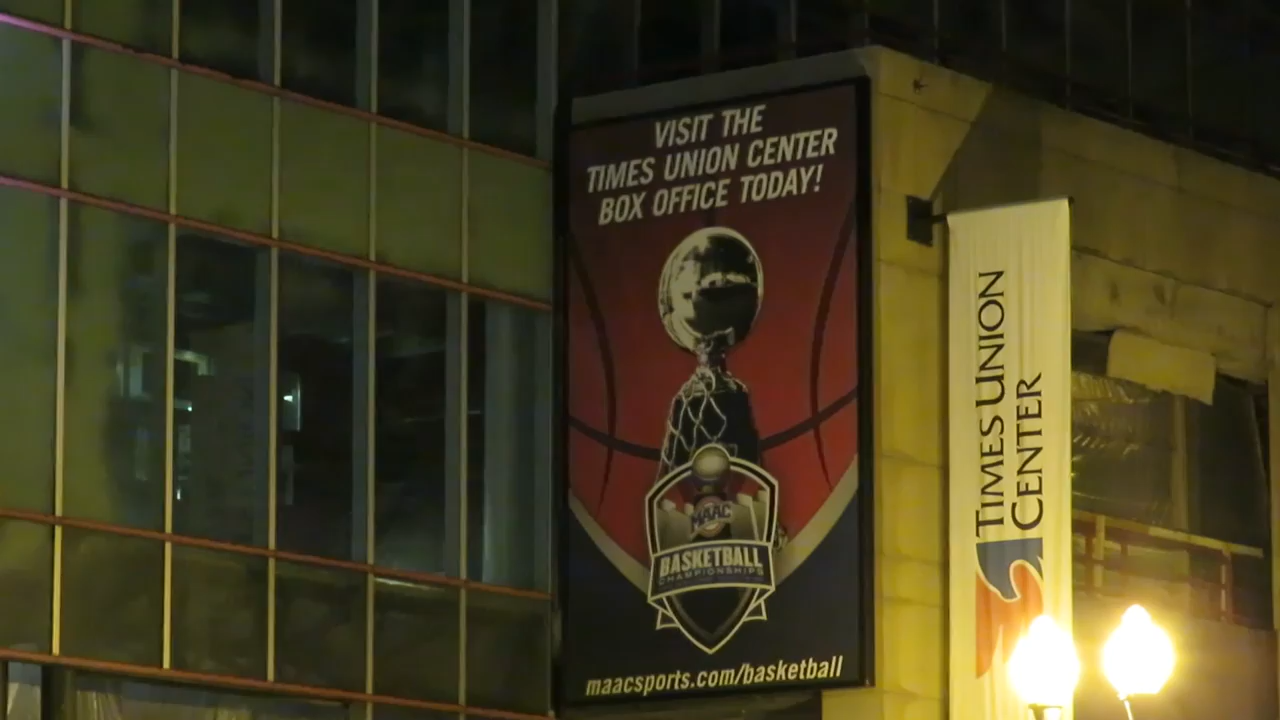 VISIT THE
TIMES UNION CENTER
BOX OFFICE TODAY!
MAAC
BASKETBALL
CHAMPIONSHIPS
maacsports.com/basketball
TIMES UNION
CENTER